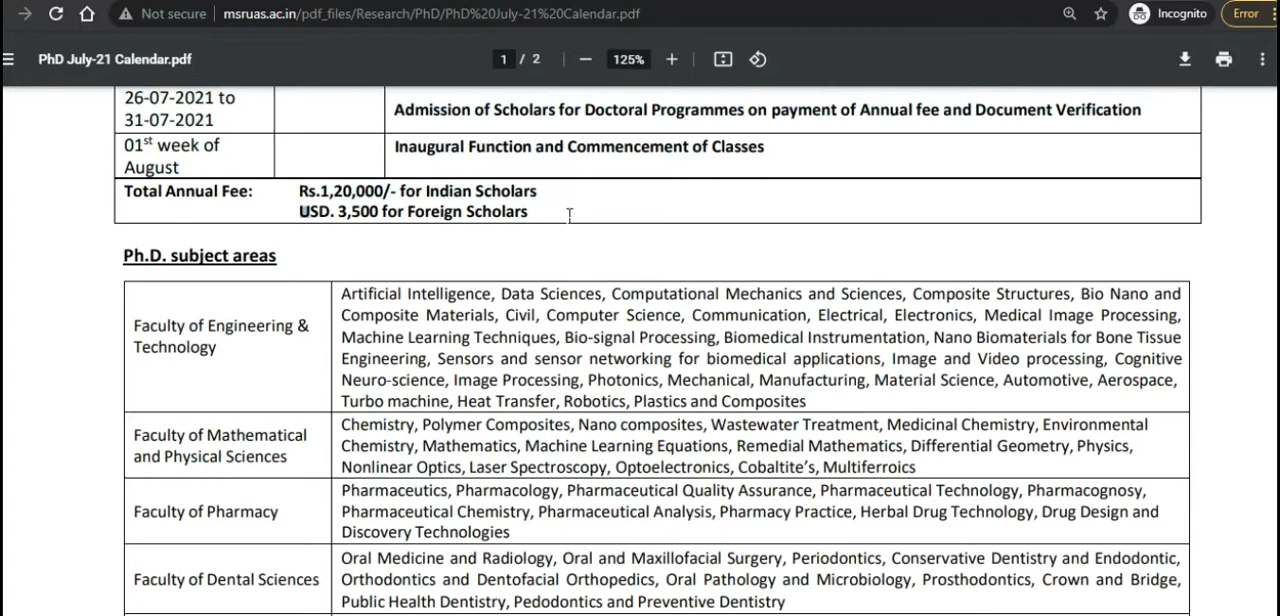 Not secure
msruas.ac.in/pdf_files/Research/PhD/PhD%20July-21%20Calendar.pdf
Incognito
Error
PhD July-21 Calendar.pdf
1 / 2
125%
26-07-2021 to
31-07-2021
Admission of Scholars for Doctoral Programmes on payment of Annual fee and Document Verification
01st week of
August
Inaugural Function and Commencement of Classes
Total Annual Fee:
Rs.1,20,000/- for Indian Scholars
USD. 3,500 for Foreign Scholars
Ph.D. subject areas
Faculty of Engineering &
Technology
Artificial Intelligence, Data Sciences, Computational Mechanics and Sciences, Composite Structures, Bio Nano and
Composite Materials, Civil, Computer Science, Communication, Electrical, Electronics, Medical Image Processing,
Machine Learning Techniques, Bio-signal Processing, Biomedical Instrumentation, Nano Biomaterials for Bone Tissue
Engineering, Sensors and sensor networking for biomedical applications, Image and Video processing, Cognitive
Neuro-science, Image Processing, Photonics, Mechanical, Manufacturing, Material Science, Automotive, Aerospace,
Turbo machine, Heat Transfer, Robotics, Plastics and Composites
Faculty of Mathematical
and Physical Sciences
Chemistry, Polymer Composites, Nano composites, Wastewater Treatment, Medicinal Chemistry, Environmental
Chemistry, Mathematics, Machine Learning Equations, Remedial Mathematics, Differential Geometry, Physics,
Nonlinear Optics, Laser Spectroscopy, Optoelectronics, Cobaltite's, Multiferroics
Faculty of Pharmacy
Pharmaceutics, Pharmacology, Pharmaceutical Quality Assurance, Pharmaceutical Technology, Pharmacognosy,
Pharmaceutical Chemistry, Pharmaceutical Analysis, Pharmacy Practice, Herbal Drug Technology, Drug Design and
Discovery Technologies
Faculty of Dental Sciences
Oral Medicine and Radiology, Oral and Maxillofacial Surgery, Periodontics, Conservative Dentistry and Endodontic,
Orthodontics and Dentofacial Orthopedics, Oral Pathology and Microbiology, Prosthodontics, Crown and Bridge,
Public Health Dentistry, Pedodontics and Preventive Dentistry